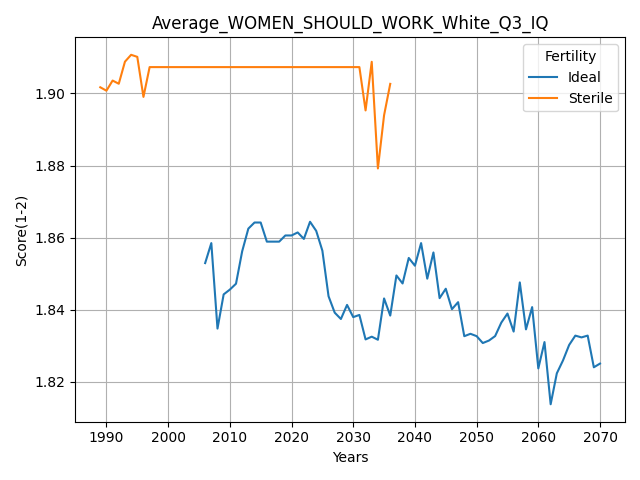 Average_WOMEN_SHOULD_WORK_White_Q3_IQ
Fertility
Ideal
Sterile
Score(1-2)
1.90
1.88
1.86
1.84
1.82
1990 2000 2010 2020 2030 2040 2050 2060 2070
Years